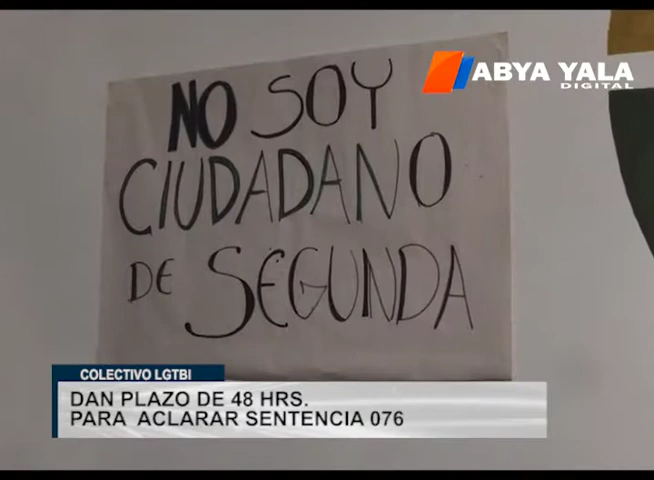 ABYA YALA
DIGITAL
NO SOY
CIUDADANO
DE SEGUNDA
COLECTIVO LGTBI
DAN PLAZO DE 48 HRS.
PARA ACLARAR SENTENCIA 076